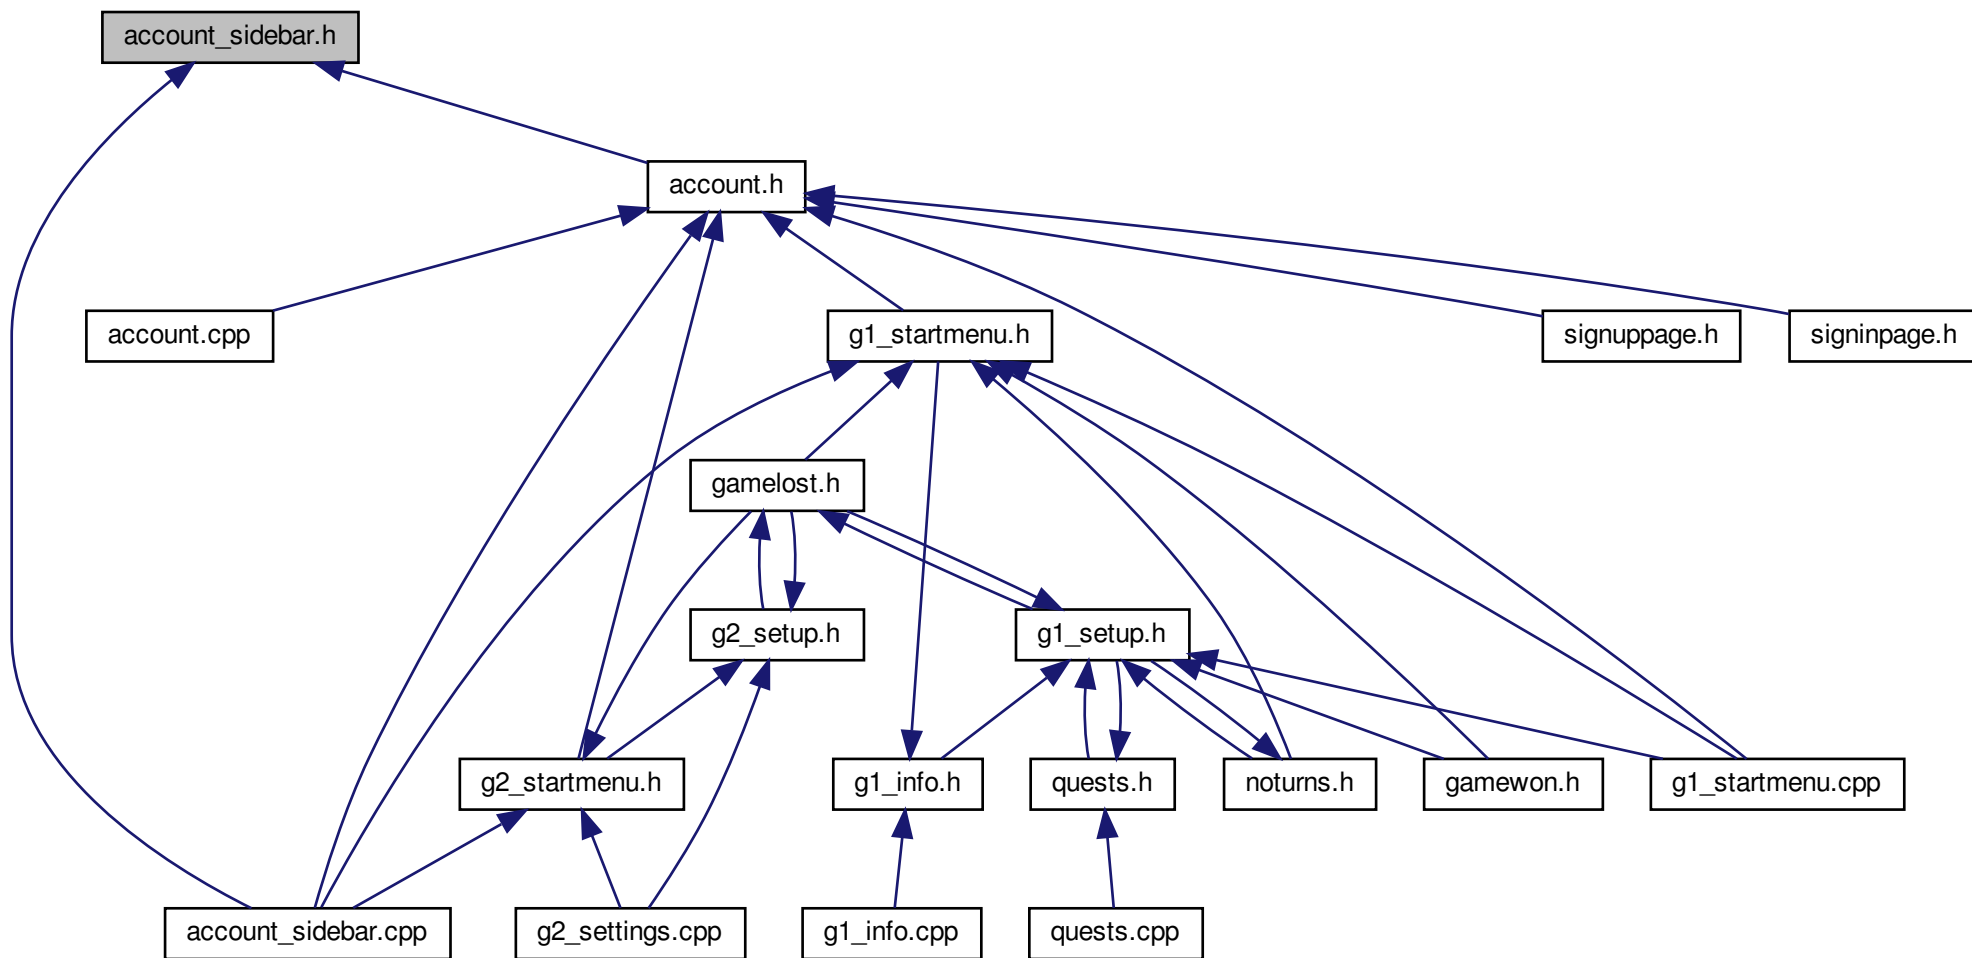 account_sidebar.h
account.h
account.cpp
g1_startmenu.h
signuppage.h
signinpage.h
gamelost.h
g2_setup.h
g1_setup.h
g2_startmenu.h
g1_info.h
quests.h
noturns.h
gamewon.h
g1_startmenu.cpp
account_sidebar.cpp
g2_settings.cpp
g1_info.cpp
quests.cpp